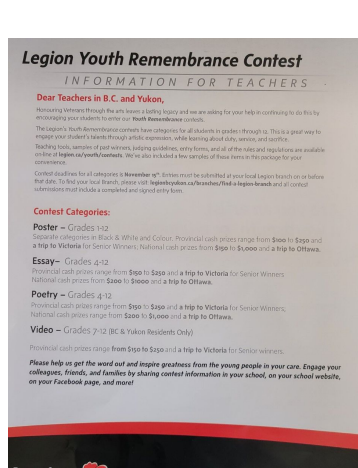 Legion Youth Remembrance Contest
INFORMATION FOR TEACHERS
Dear Teachers in B.C. and Yukon,
Honouring Veterans through the arts leaves a lasting legacy and we are asking for your help in continuing to do this by
encouraging your students to enter our Youth Remembrance contests.
The Legion's Youth Remembrance contests have categories for all students in grades 1 through 12. This is a great way to
engage your student's talents through artistic expression, while learning about duty, service, and sacrifice.
Teaching tools, samples of past winners, judging guidelines, entry forms, and all of the rules and regulations are available
on-line at legion.ca/youth/contests. We've also included a few samples of these items in this package for your
convenience.
Contest deadlines for all categories is November 15th. Entries must be submitted at your local Legion branch on or before
that date. To find your local Branch, please visit: legionbcyukon.ca/branches/find-a-legion-branch and all contest
submissions must include a completed and signed entry form.
Contest Categories:
Poster – Grades 1-12
Separate categories in Black & White and Colour. Provincial cash prizes range from $100 to $250 and
a trip to Victoria for Senior Winners. National cash prizes from $150 to $1,000 and a trip to Ottawa.
Essay– Grades 4-12
Provincial cash prizes range from $150 to $250 and a trip to Victoria for Senior Winners.
National cash prizes from $200 to $1000 and a trip to Ottawa.
Poetry – Grades 4-12
Provincial cash prizes range from $150 to $250 and a trip to Victoria for Senior Winners.
National cash prizes range from $200 to $1,000 and a trip to Ottawa.
Video – Grades 7-12 (BC & Yukon Residents Only)
Provincial cash prizes range from $150 to $250 and a trip to Victoria for Senior winners.
Please help us get the word out and inspire greatness from the young people in your care. Engage your
colleagues, friends, and families by sharing contest information in your school, on your school website,
on your Facebook page, and more!